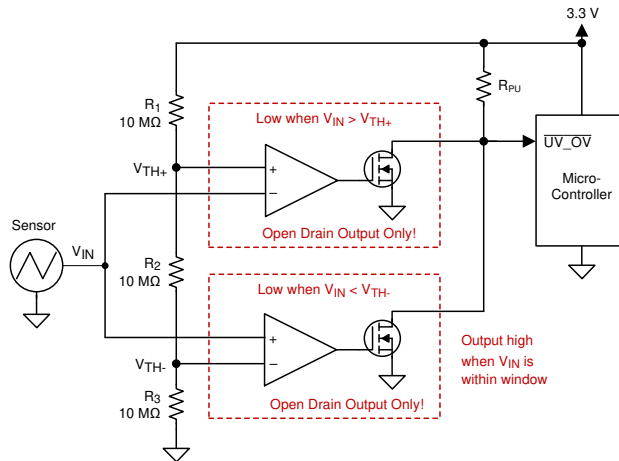 3.3 V
R1
10 MΩ
RPU
Low when VIN > VTH+
UV_OV
Micro-
Controller
VTH+
+
−
Open Drain Output Only!
Sensor
VIN
R2
10 MΩ
Low when VIN < VTH-
+
−
VTH-
Open Drain Output Only!
Output high
when VIN is
within window
R3
10 MΩ